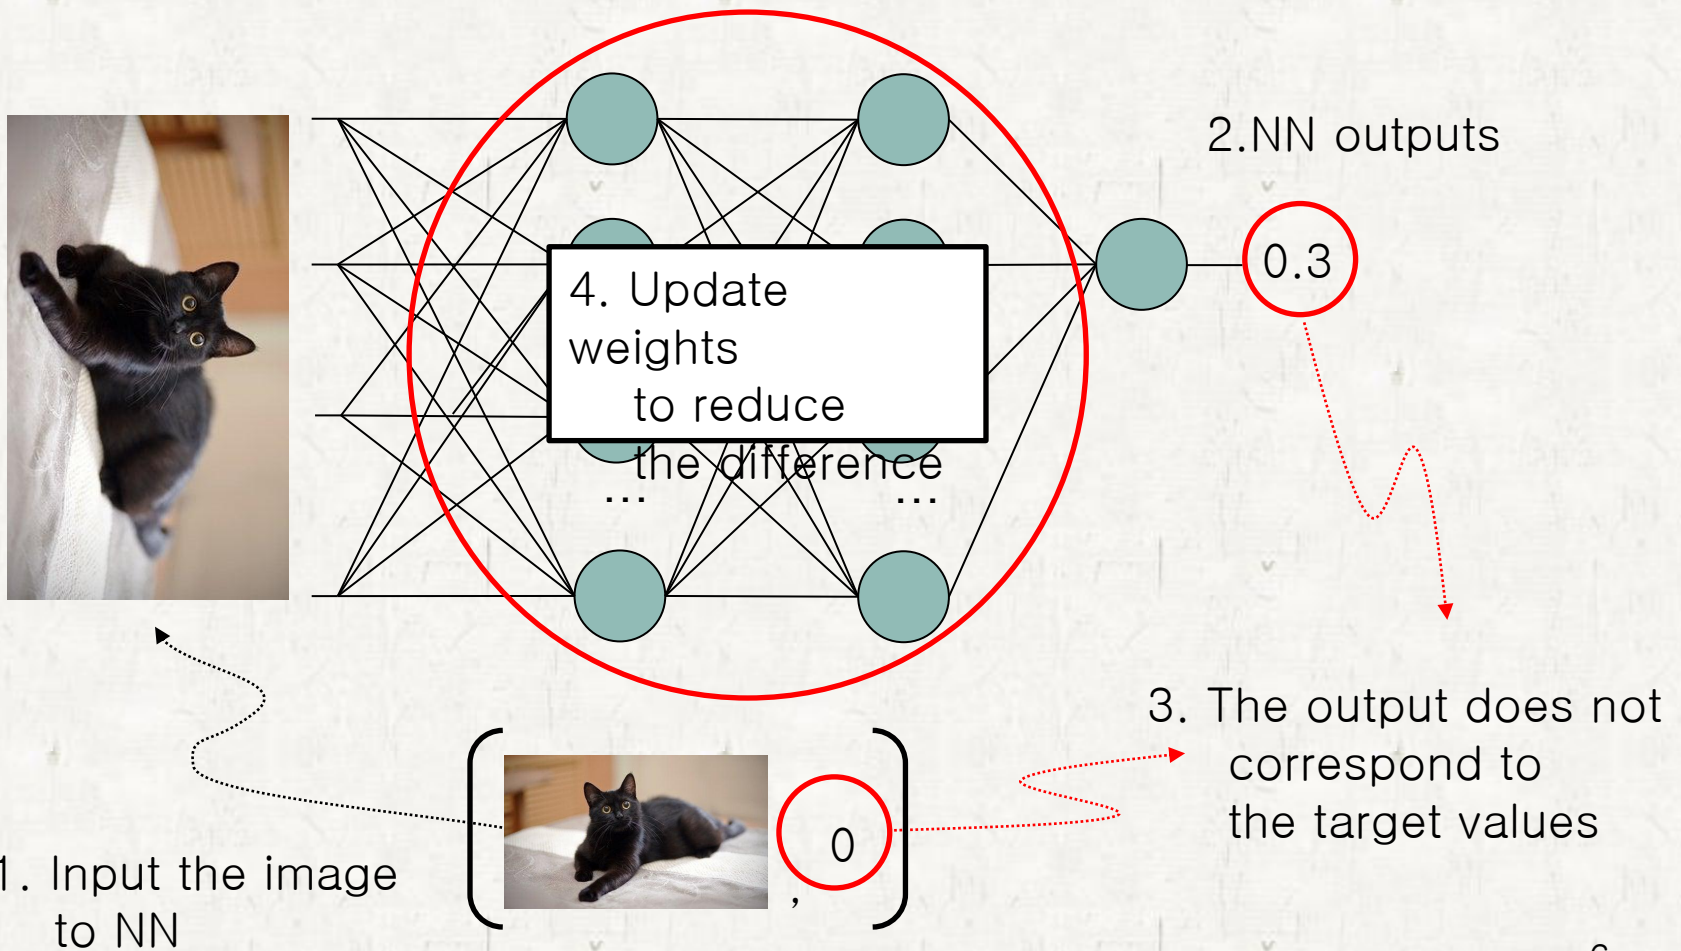 2.NN outputs
0.3
4. Update
weights
to reduce
the difference
...
...
3. The output does not
correspond to
the target values
0
,
1. Input the image
to NN